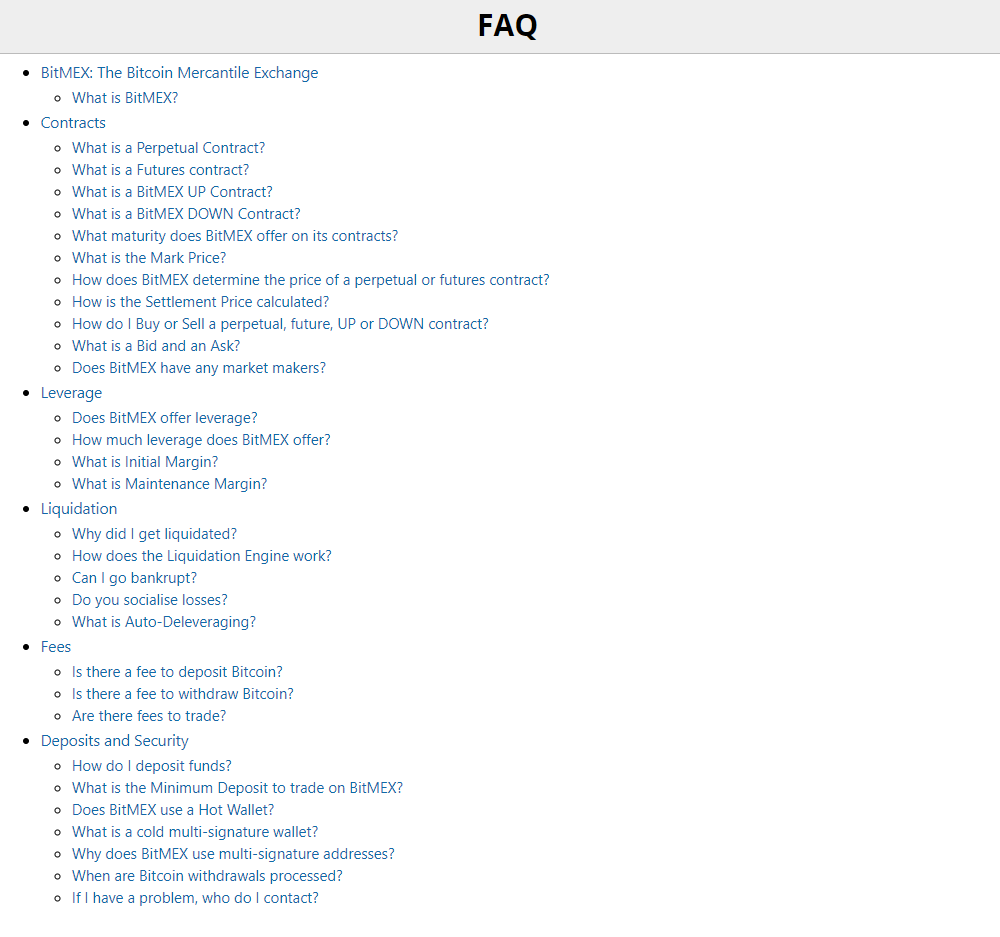 FAQ
BitMEX: The Bitcoin Mercantile Exchange
What is BitMEX?
Contracts
What is a Perpetual Contract?
What is a Futures contract?
What is a BitMEX UP Contract?
What is a BitMEX DOWN Contract?
What maturity does BitMEX offer on its contracts?
What is the Mark Price?
How does BitMEX determine the price of a perpetual or futures contract?
How is the Settlement Price calculated?
How do I Buy or Sell a perpetual, future, UP or DOWN contract?
What is a Bid and an Ask?
Does BitMEX have any market makers?
Leverage
Does BitMEX offer leverage?
How much leverage does BitMEX offer?
What is Initial Margin?
What is Maintenance Margin?
Liquidation
Why did I get liquidated?
How does the Liquidation Engine work?
Can I go bankrupt?
Do you socialise losses?
What is Auto-Deleveraging?
Fees
Is there a fee to deposit Bitcoin?
Is there a fee to withdraw Bitcoin?
Are there fees to trade?
Deposits and Security
How do I deposit funds?
What is the Minimum Deposit to trade on BitMEX?
Does BitMEX use a Hot Wallet?
What is a cold multi-signature wallet?
Why does BitMEX use multi-signature addresses?
When are Bitcoin withdrawals processed?
If I have a problem, who do I contact?